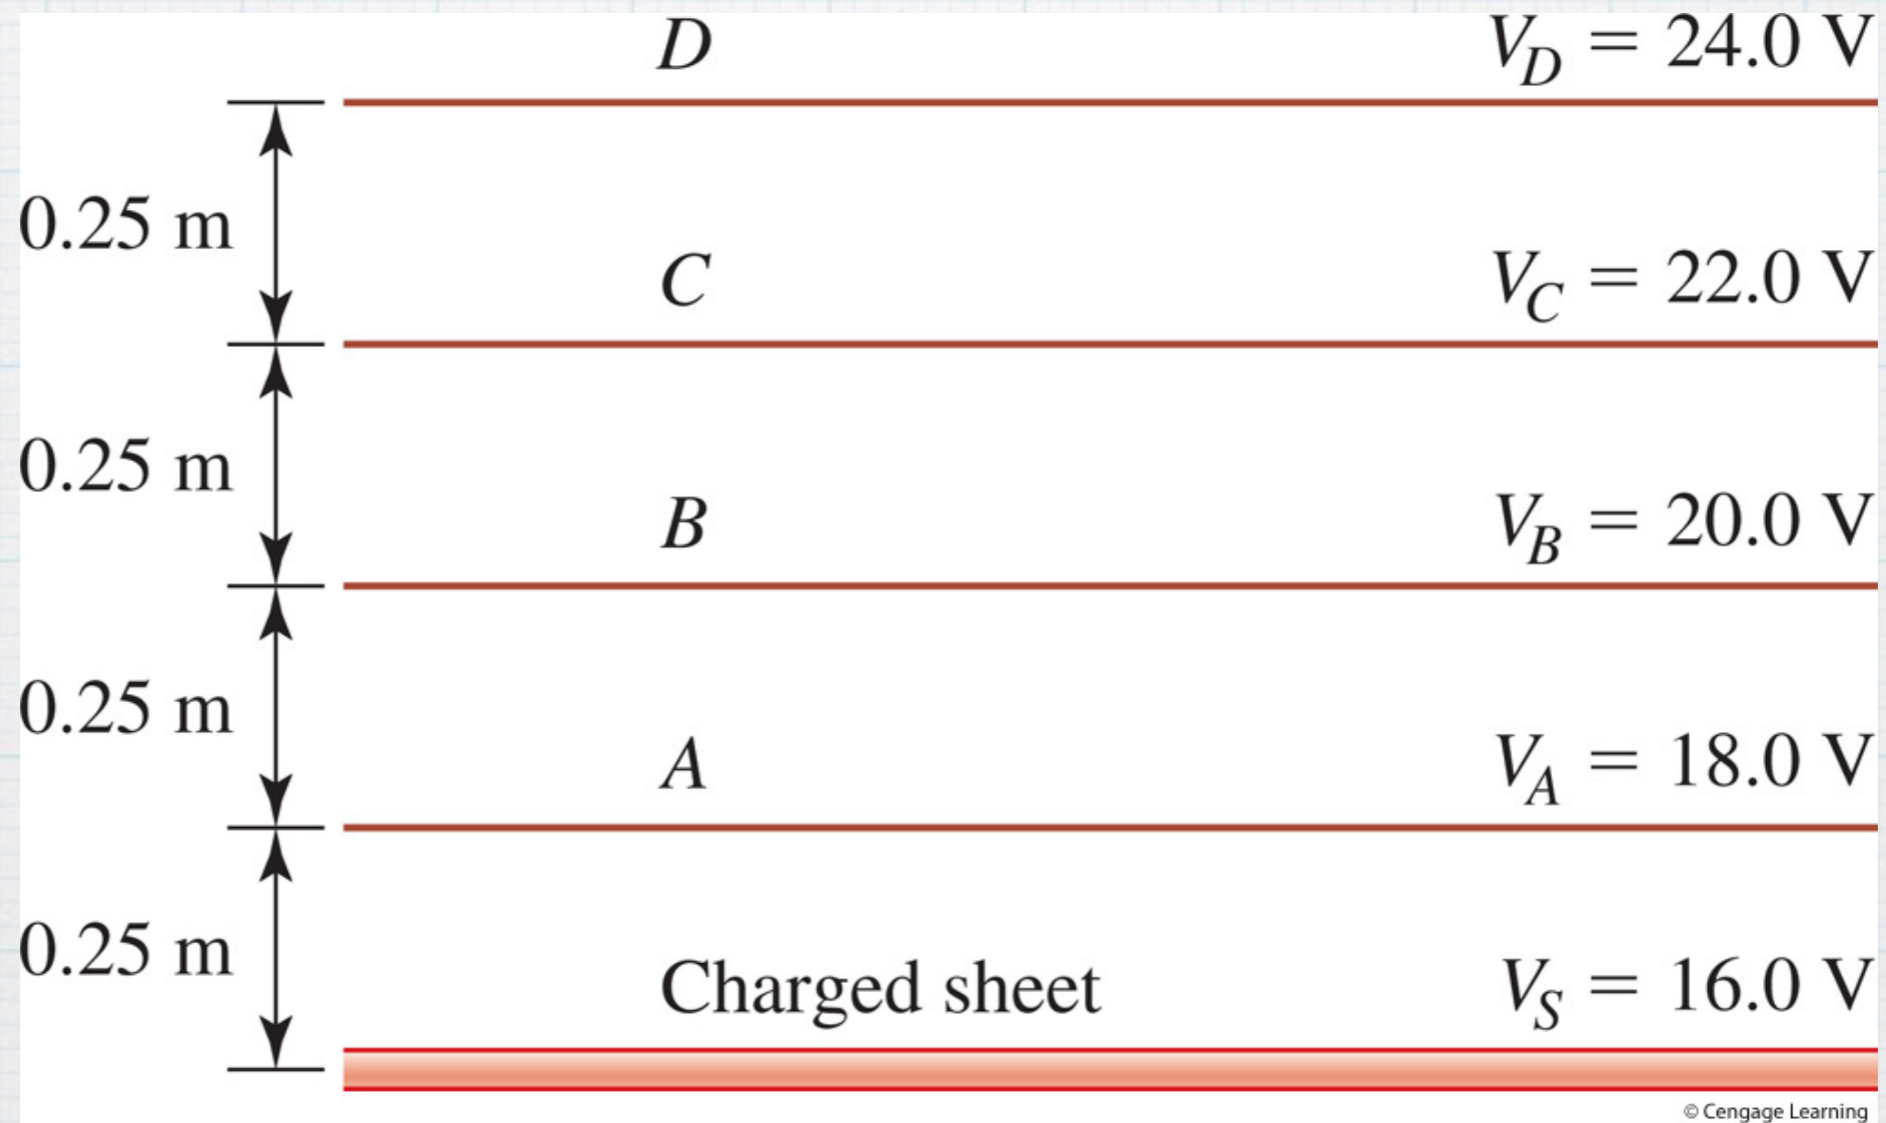 D V_D = 24.0 V
0.25 m
C V_C = 22.0 V
0.25 m
B V_B = 20.0 V
0.25 m
A V_A = 18.0 V
0.25 m
Charged sheet V_S = 16.0 V
© Cengage Learning